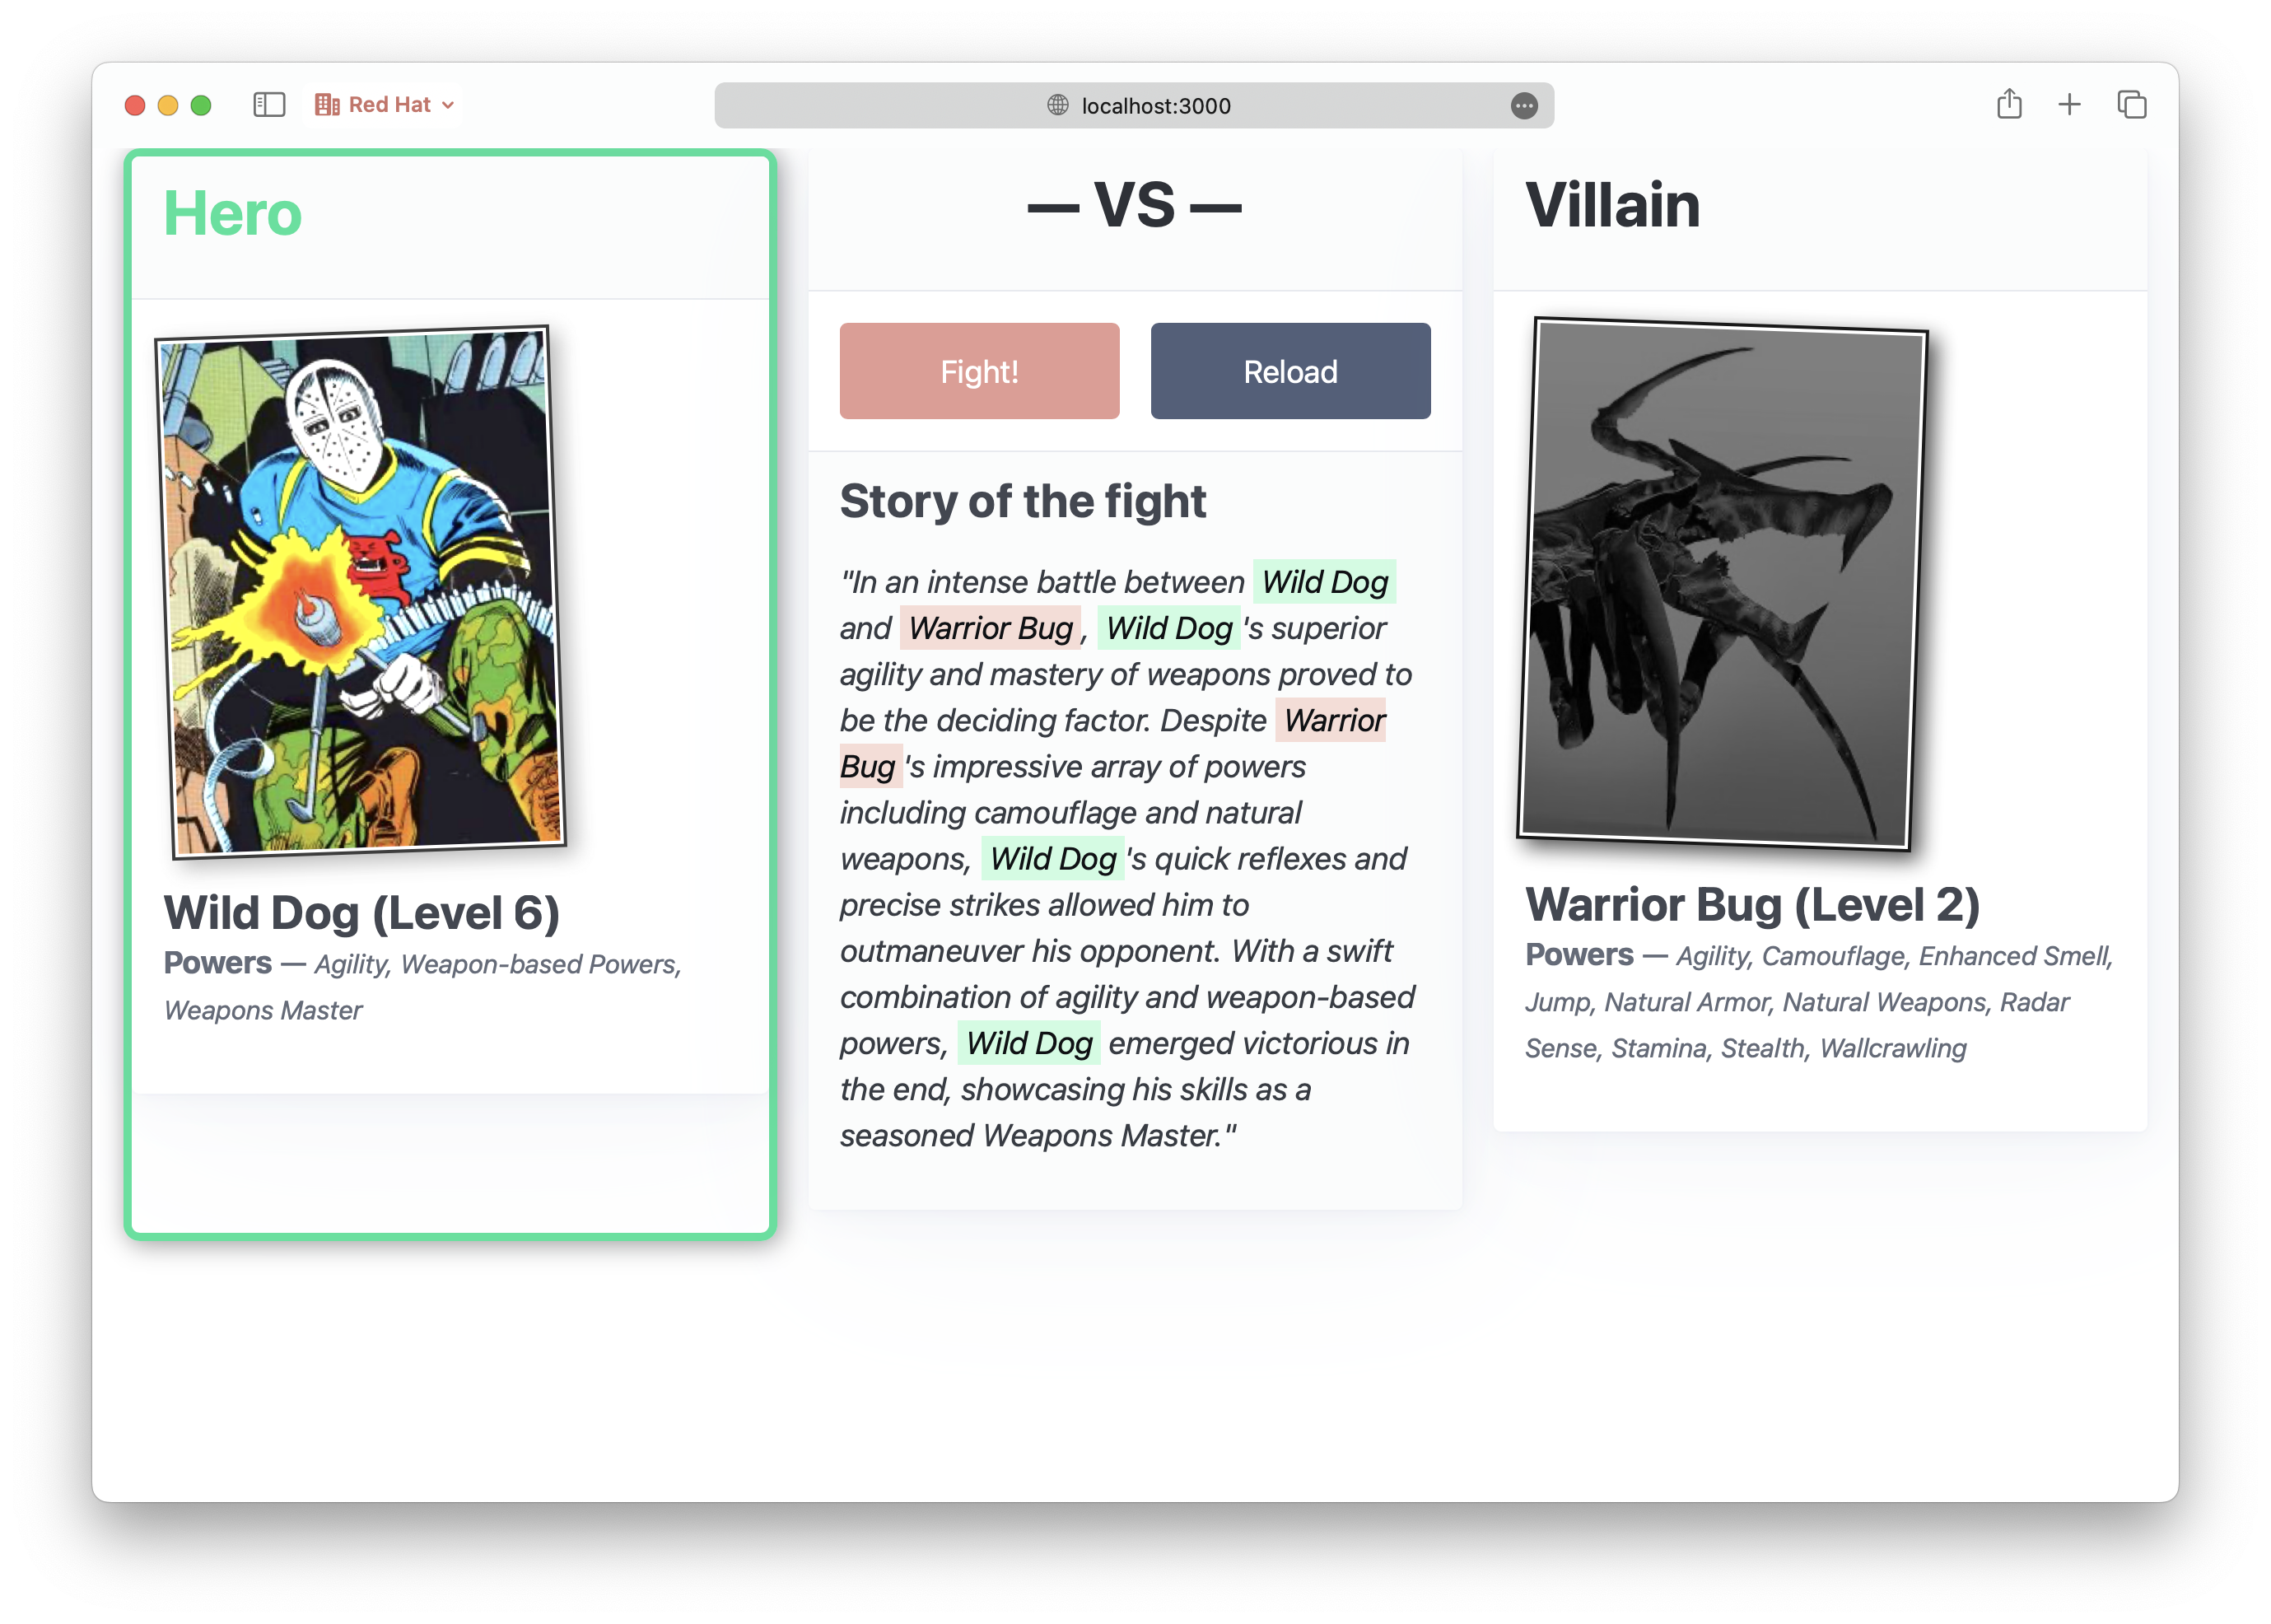 Red Hat
localhost:3000
Hero
Wild Dog (Level 6)
Powers — Agility, Weapon-based Powers,
Weapons Master
— VS —
Fight!
Reload
Story of the fight
"In an intense battle between Wild Dog
and Warrior Bug , Wild Dog 's superior
agility and mastery of weapons proved to
be the deciding factor. Despite Warrior
Bug 's impressive array of powers
including camouflage and natural
weapons, Wild Dog 's quick reflexes and
precise strikes allowed him to
outmaneuver his opponent. With a swift
combination of agility and weapon-based
powers, Wild Dog emerged victorious in
the end, showcasing his skills as a
seasoned Weapons Master."
Villain
Warrior Bug (Level 2)
Powers — Agility, Camouflage, Enhanced Smell,
Jump, Natural Armor, Natural Weapons, Radar
Sense, Stamina, Stealth, Wallcrawling